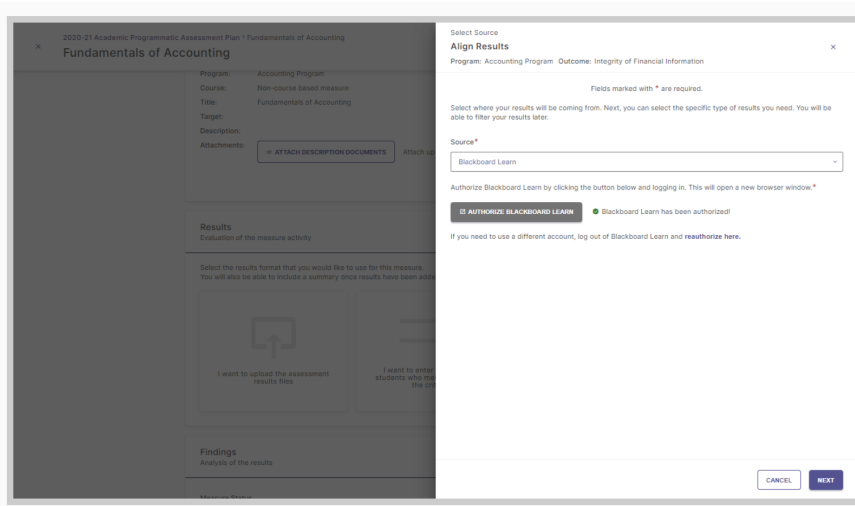 2020-21 Academic Programmatic Assessment Plan > Fundamentals of Accounting
Fundamentals of Accounting
Program: Accounting Program
Course: Non-course based measure
Title: Fundamentals of Accounting
Target:
Description:
Attachments:
ATTACH DESCRIPTION DOCUMENTS Attach up
Results
Evaluation of the measure activity
Select the results format that you would like to use for this measure.
You will also be able to include a summary once results have been
I want to upload the assessment
results files
I want to enter
students who
the
Findings
Analysis of the results
Measure Status
Select Source
Align Results
×
Program: Accounting Program Outcome: Integrity of Financial Information
Fields marked with * are required.
Select where your results will be coming from. Next, you can select the specific type of results you need. You will be
able to filter your results later.
Source*
Blackboard Learn
Authorize Blackboard Learn by clicking the button below and logging in. This will open a new browser window.*
AUTHORIZE BLACKBOARD LEARN Blackboard Learn has been authorized!
If you need to use a different account, log out of Blackboard Learn and reauthorize here.
CANCEL NEXT